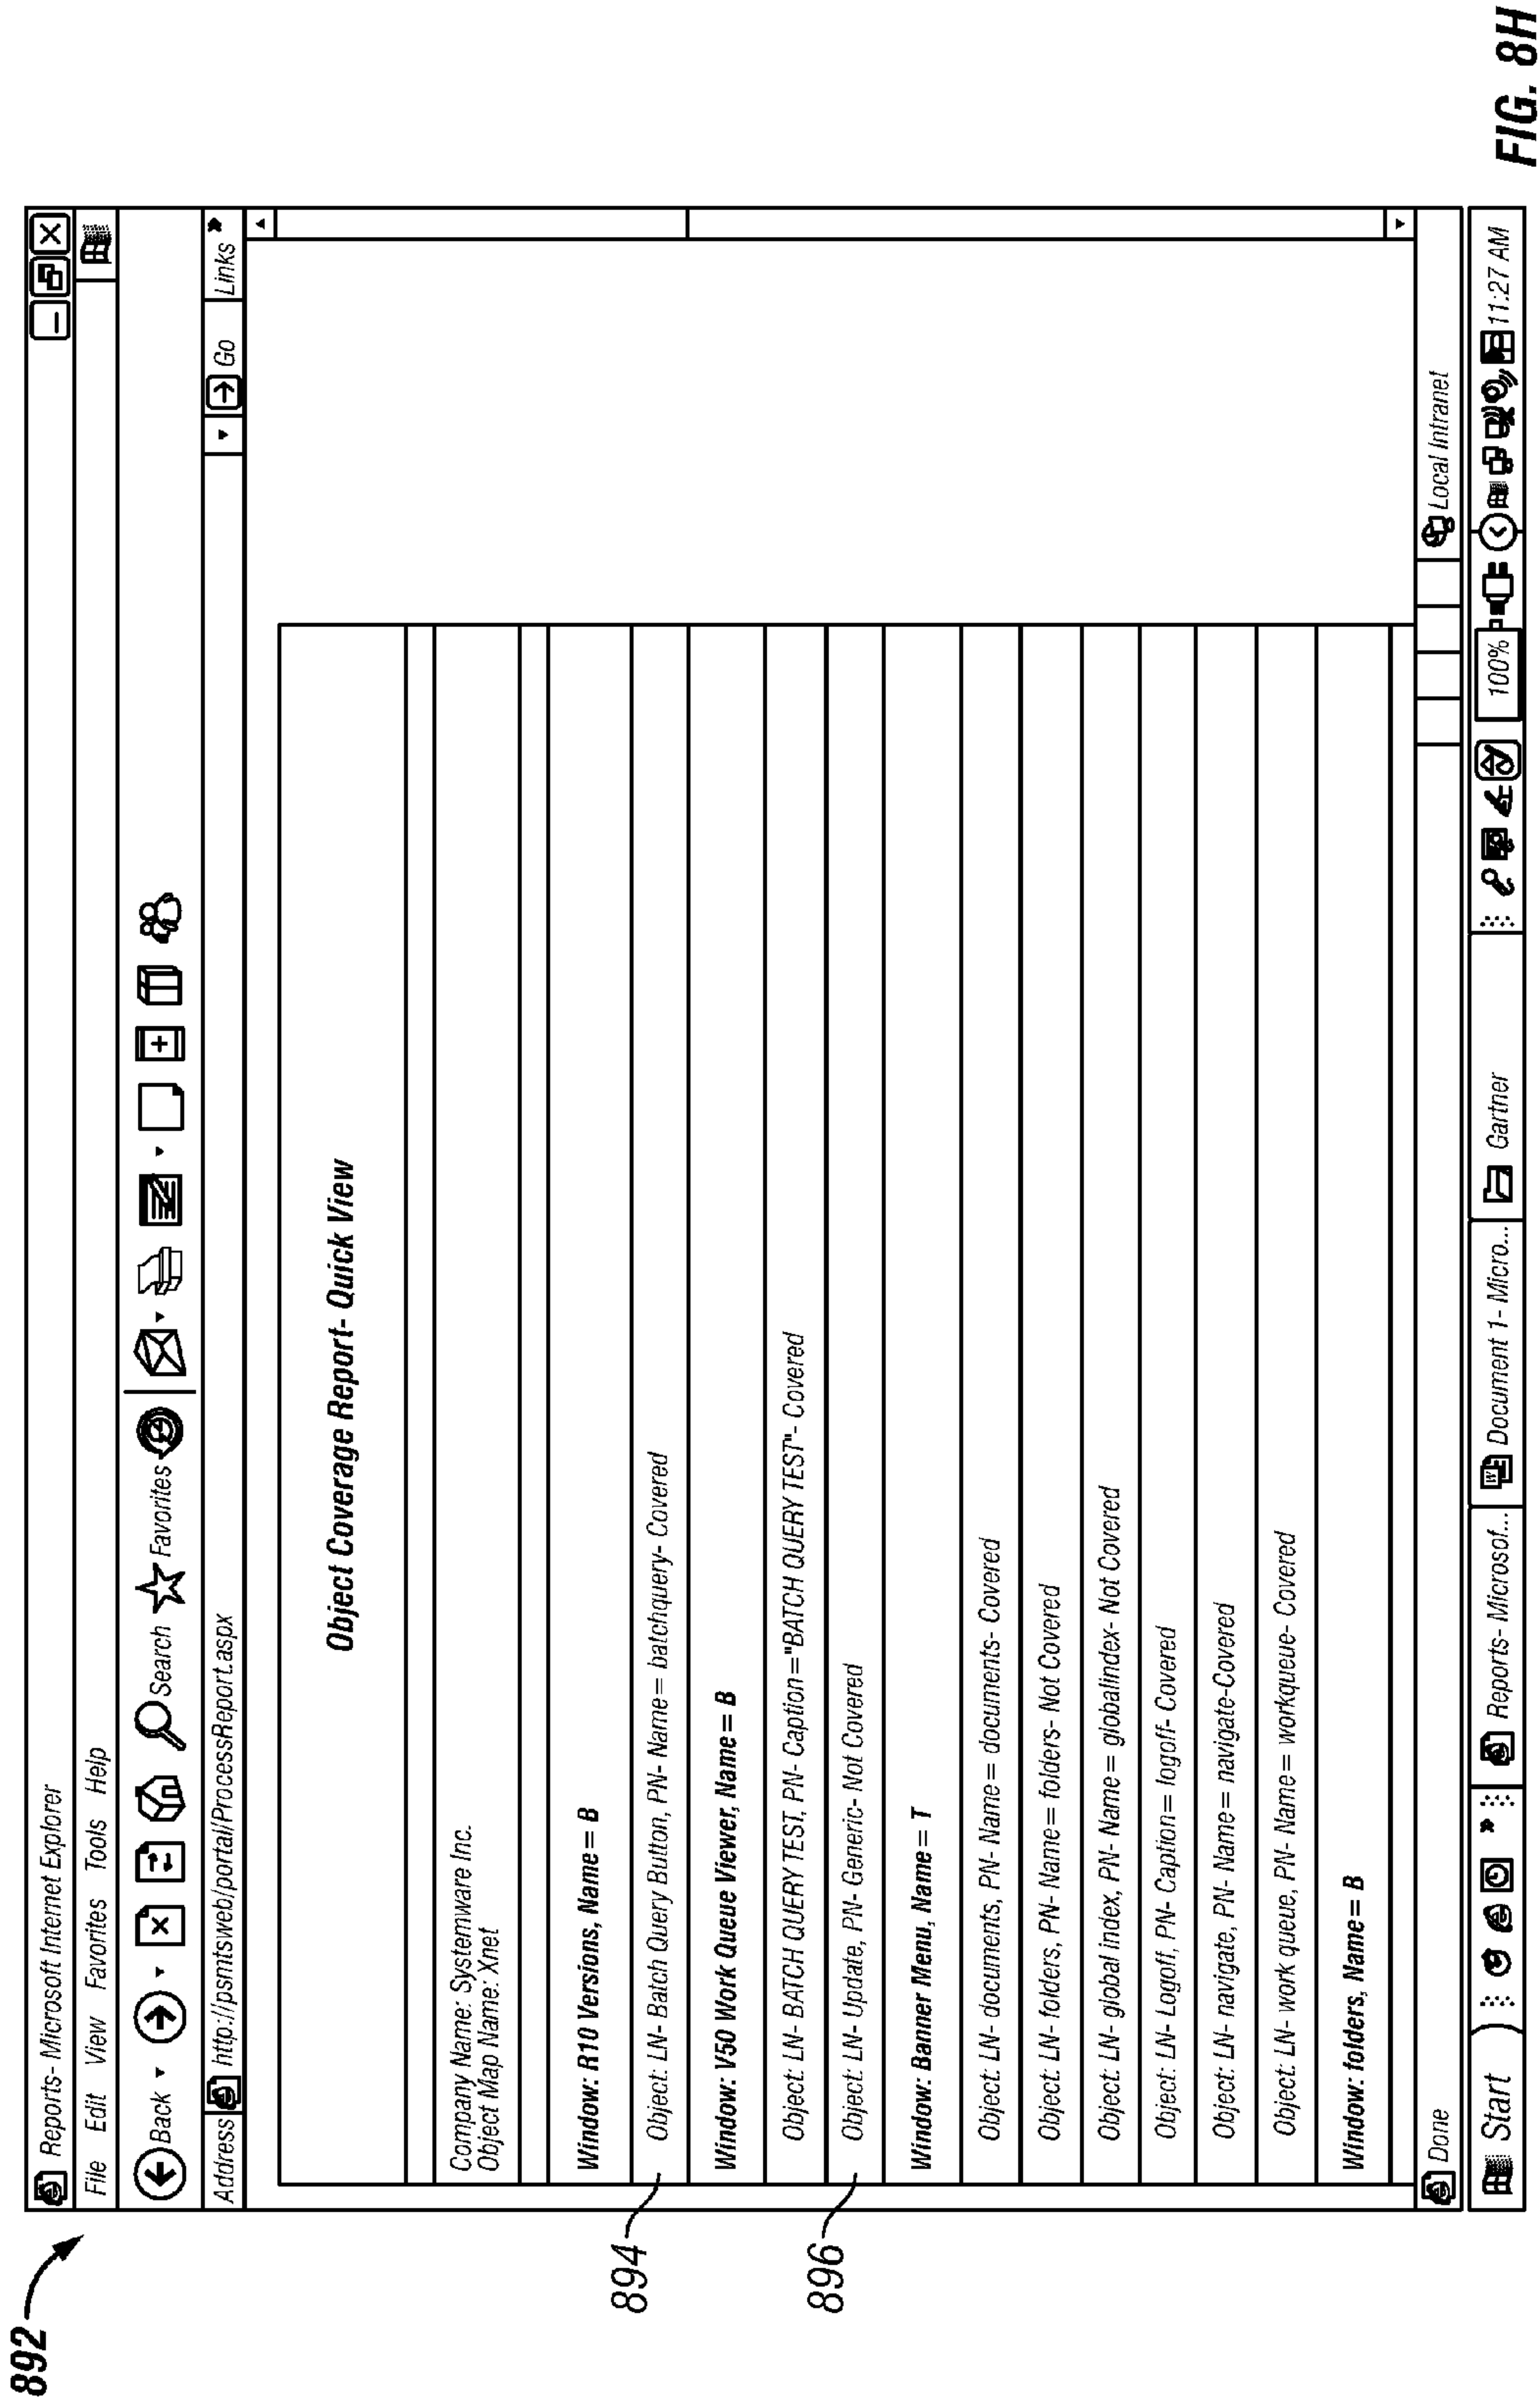 892
Reports- Microsoft Internet Explorer
File Edit View Favorites Tools Help
Back Search Favorites
Address http://psmtsweb/portal/ProcessReport.aspx Go Links »
Object Coverage Report- Quick View
Company Name: Systemware Inc.
Object Map Name: Xnet
Window: R10 Versions, Name= B
894
Object: LN- Batch Query Button, PN- Name= batchquery- Covered
Window: V50 Work Queue Viewer, Name= B
Object: LN- BATCH QUERY TEST, PN- Caption="BATCH QUERY TEST"- Covered
896
Object: LN- Update, PN- Generic- Not Covered
Window: Banner Menu, Name= T
Object: LN- documents, PN- Name= documents- Covered
Object: LN- folders, PN- Name= folders- Not Covered
Object: LN- global index, PN- Name= globalindex- Not Covered
Object: LN- Logoff, PN- Caption= logoff- Covered
Object: LN- navigate, PN- Name= navigate-Covered
Object: LN- work queue, PN- Name= workqueue- Covered
Window: folders, Name= B
Done Local Intranet
Start » Reports- Microsof... Document 1- Micro... Gartner 100% 11:27 AM
FIG. 8H